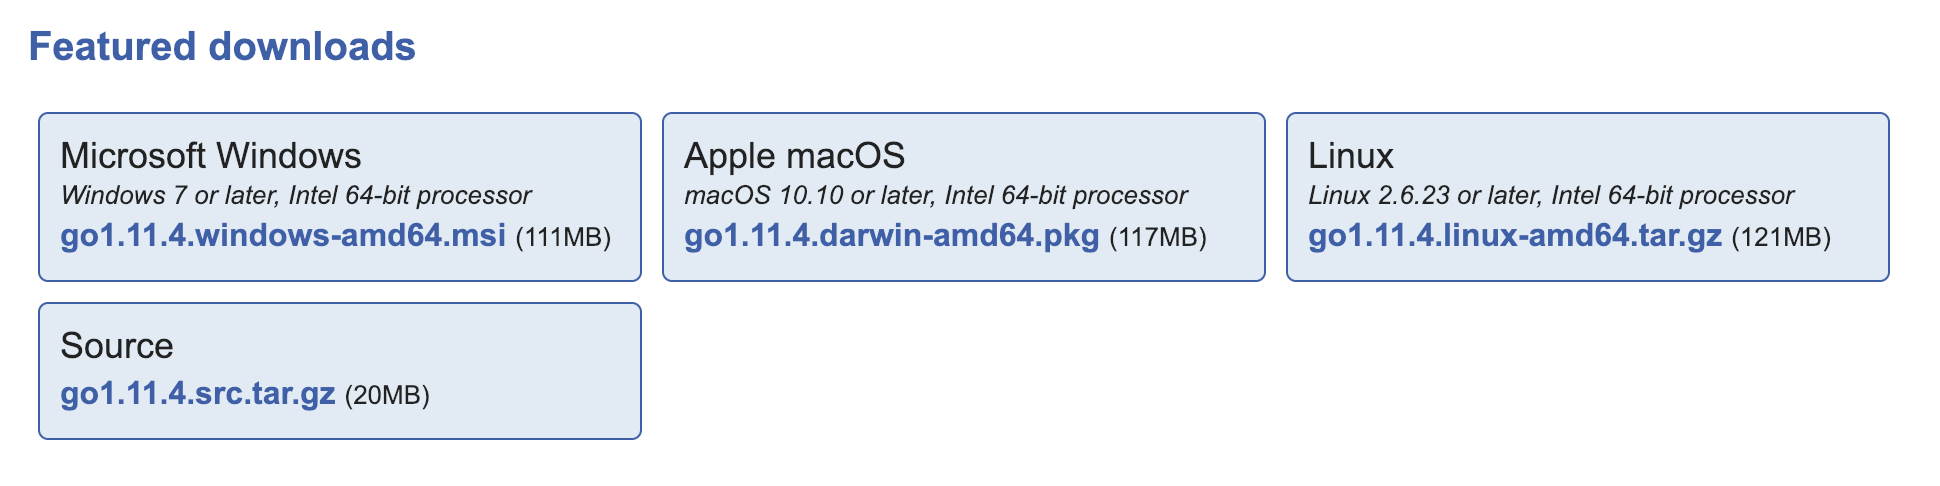 Featured downloads
Microsoft Windows
Windows 7 or later, Intel 64-bit processor
go1.11.4.windows-amd64.msi (111MB)
Apple macOS
macOS 10.10 or later, Intel 64-bit processor
go1.11.4.darwin-amd64.pkg (117MB)
Linux
Linux 2.6.23 or later, Intel 64-bit processor
go1.11.4.linux-amd64.tar.gz (121MB)
Source
go1.11.4.src.tar.gz (20MB)